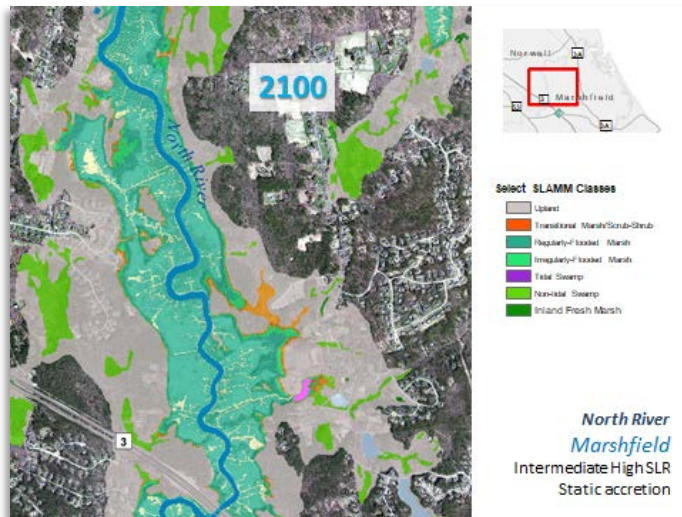 2100
North River
3
Norwell
3A
3
Marshfield
3A
Select SLAMM Classes
Upland
Transitional Marsh/Scrub-Shrub
Regularly-Flooded Marsh
Irregularly-Flooded Marsh
Tidal Swamp
Non-tidal Swamp
Inland Fresh Marsh
North River
Marshfield
Intermediate High SLR
Static accretion